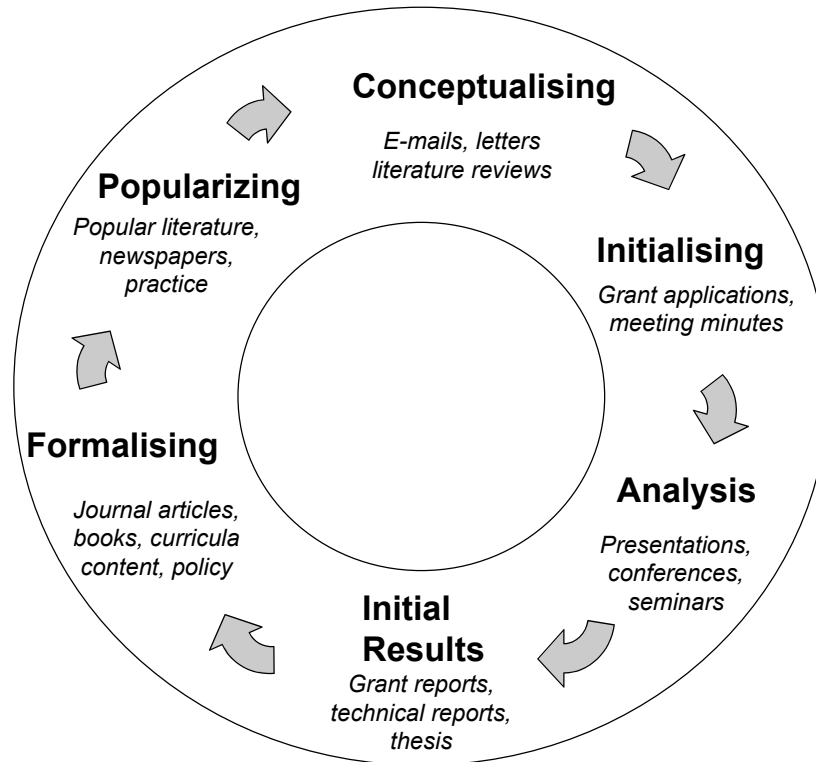 Conceptualising
E-mails, letters
literature reviews
Initialising
Grant applications,
meeting minutes
Analysis
Presentations,
conferences,
seminars
Initial
Results
Grant reports,
technical reports,
thesis
Formalising
Journal articles,
books, curricula
content, policy
Popularizing
Popular literature,
newspapers,
practice